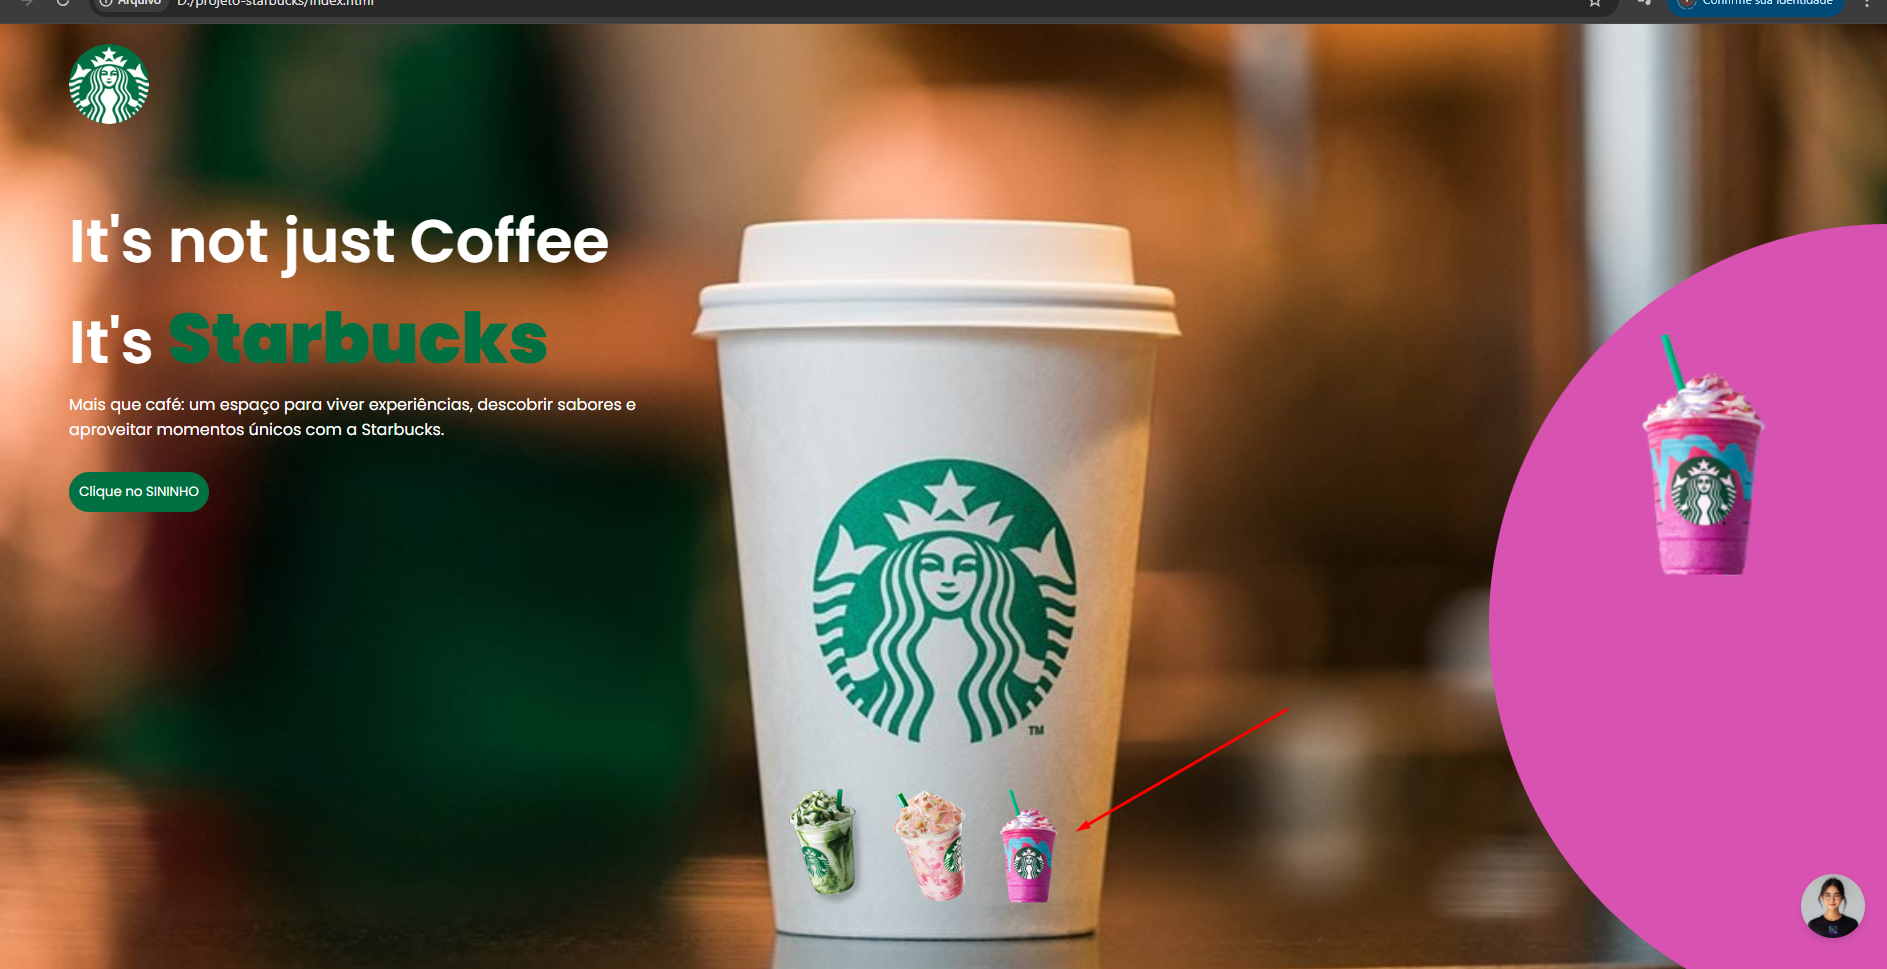 Arquivo D:/projeto-starbucks/index.html Confirme sua identidade
It's not just Coffee
It's Starbucks
Mais que café: um espaço para viver experiências, descobrir sabores e
aproveitar momentos únicos com a Starbucks.
Clique no SININHO
TM